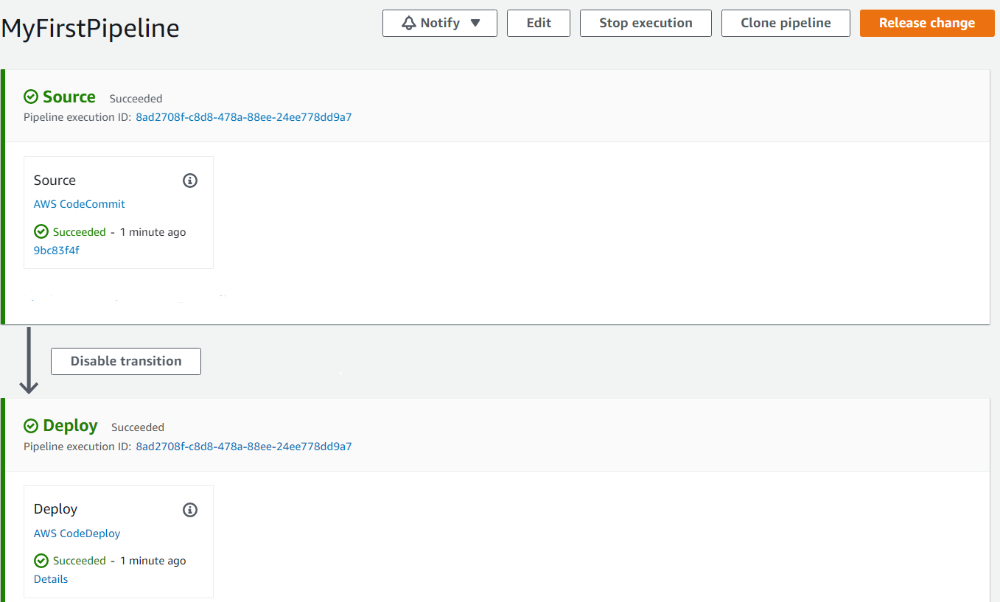 MyFirstPipeline
Notify ▼
Edit
Stop execution
Clone pipeline
Release change
Source Succeeded
Pipeline execution ID: 8ad2708f-c8d8-478a-88ee-24ee778dd9a7
Source
AWS CodeCommit
Succeeded - 1 minute ago
9bc83f4f
Disable transition
Deploy Succeeded
Pipeline execution ID: 8ad2708f-c8d8-478a-88ee-24ee778dd9a7
Deploy
AWS CodeDeploy
Succeeded - 1 minute ago
Details